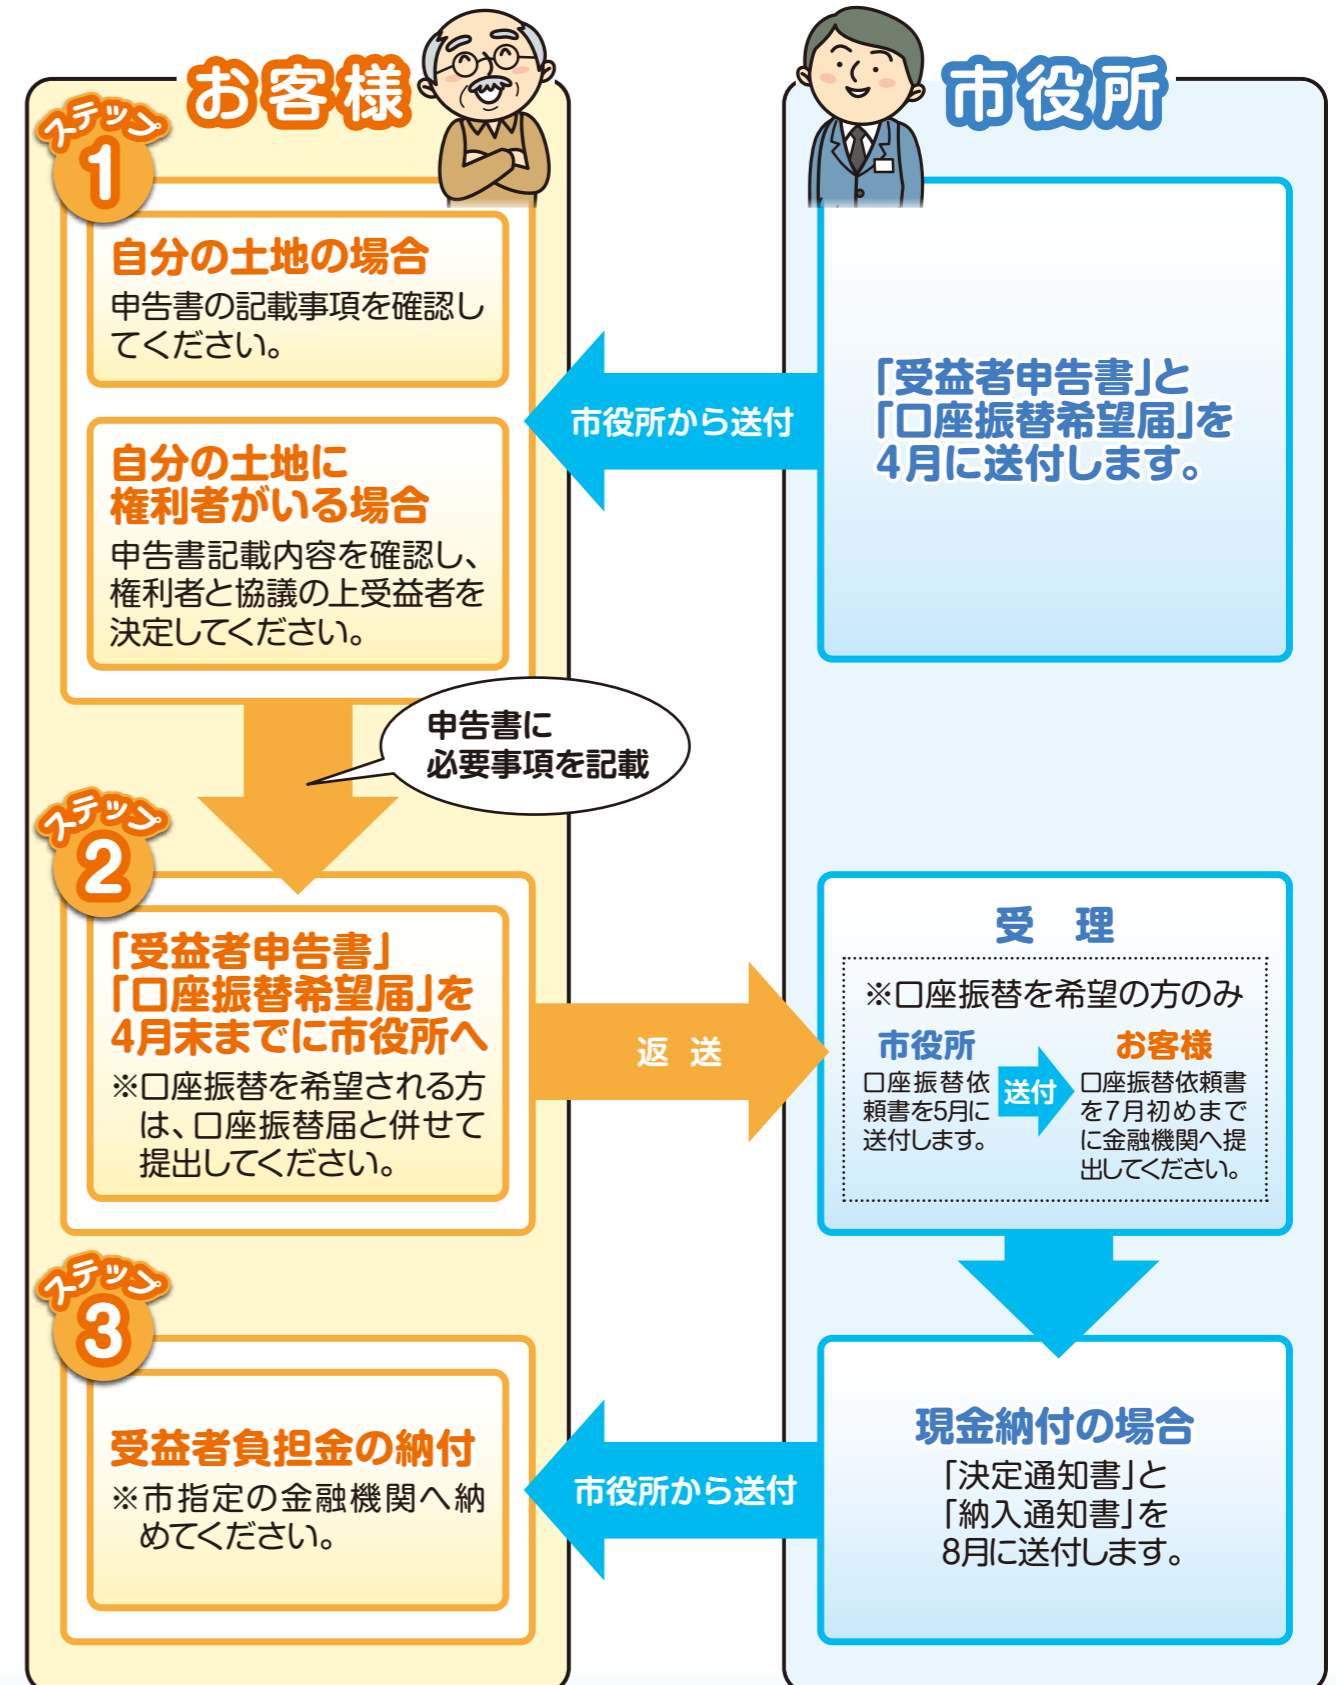 お客様
市役所
ステップ
1
自分の土地の場合
申告書の記載事項を確認し
てください。
自分の土地に
権利者がいる場合
申告書記載内容を確認し、
権利者と協議の上受益者を
決定してください。
市役所から送付
「受益者申告書」と
「口座振替希望届」を
4月に送付します。
申告書に
必要事項を記載
ステップ
2
「受益者申告書」
「口座振替希望届」を
4月末までに市役所へ
※口座振替を希望される方
は、口座振替届と併せて
提出してください。
返 送
受 理
※口座振替を希望の方のみ
市役所
口座振替依
頼書を5月に
送付します。
送付
お客様
口座振替依頼書
を7月初めまで
に金融機関へ提
出してください。
ステップ
3
受益者負担金の納付
※市指定の金融機関へ納
めてください。
市役所から送付
現金納付の場合
「決定通知書」と
「納入通知書」を
8月に送付します。